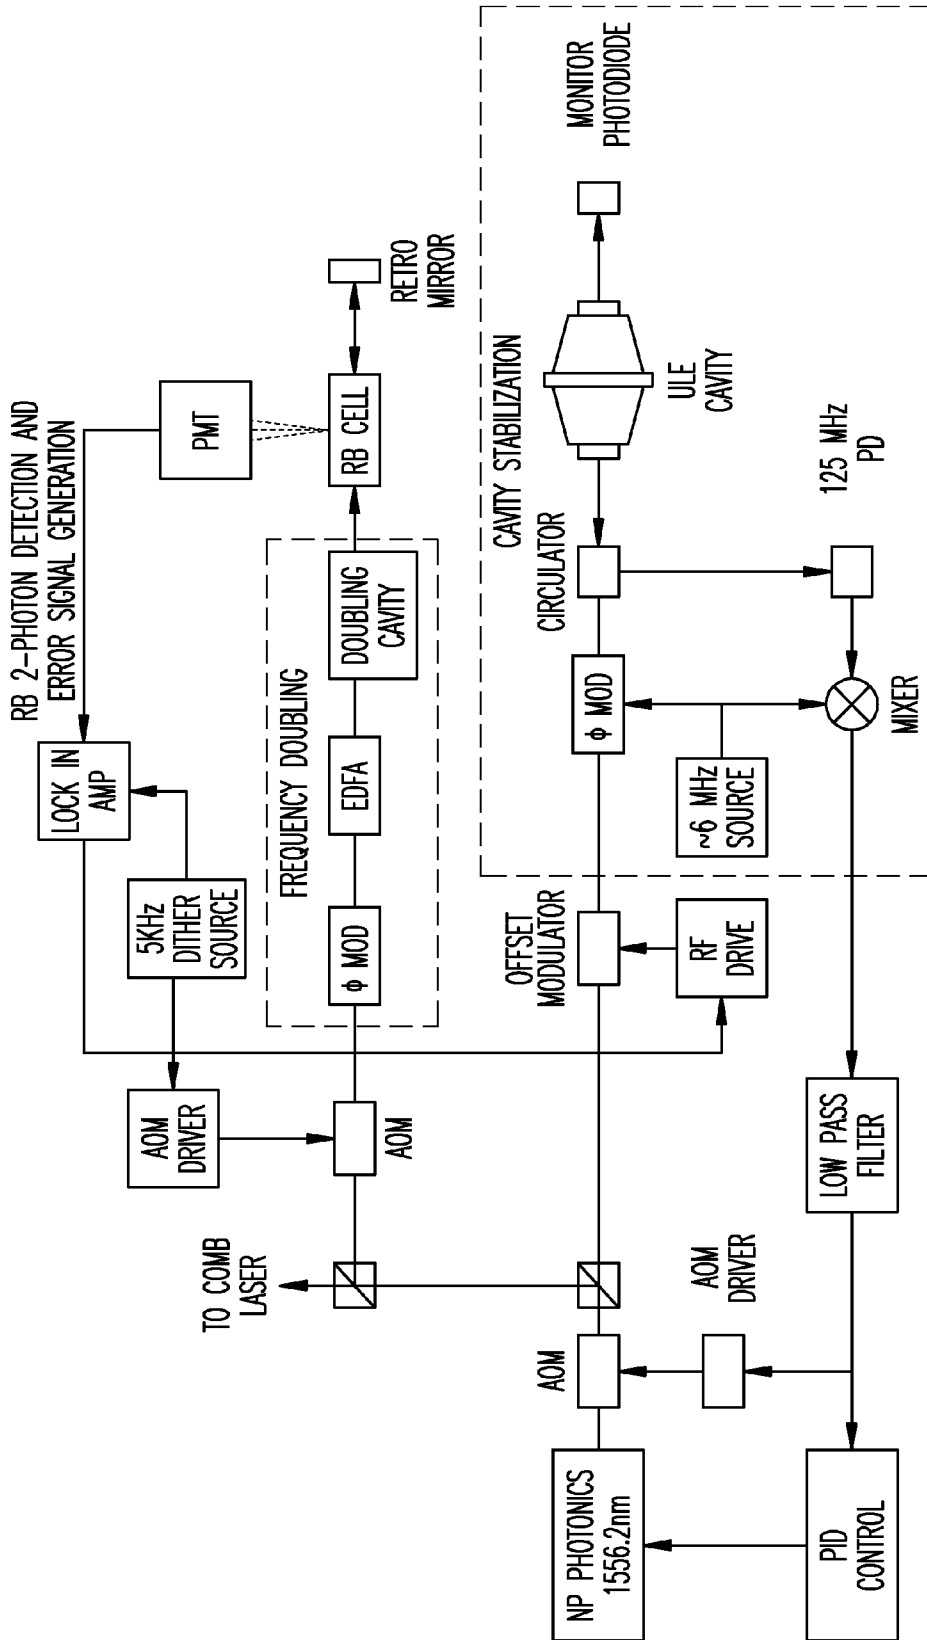 RB 2-PHOTON DETECTION AND
ERROR SIGNAL GENERATION
LOCK IN
AMP
PMT
5KHz
DITHER
SOURCE
AOM
DRIVER
TO COMB
LASER
AOM
FREQUENCY DOUBLING
ϕ MOD
EDFA
DOUBLING
CAVITY
RB CELL
RETRO
MIRROR
NP PHOTONICS
1556.2nm
AOM
OFFSET
MODULATOR
CAVITY STABILIZATION
ϕ MOD
CIRCULATOR
ULE
CAVITY
MONITOR
PHOTODIODE
AOM
DRIVER
RF
DRIVE
~6 MHz
SOURCE
PID
CONTROL
LOW PASS
FILTER
MIXER
125 MHz
PD